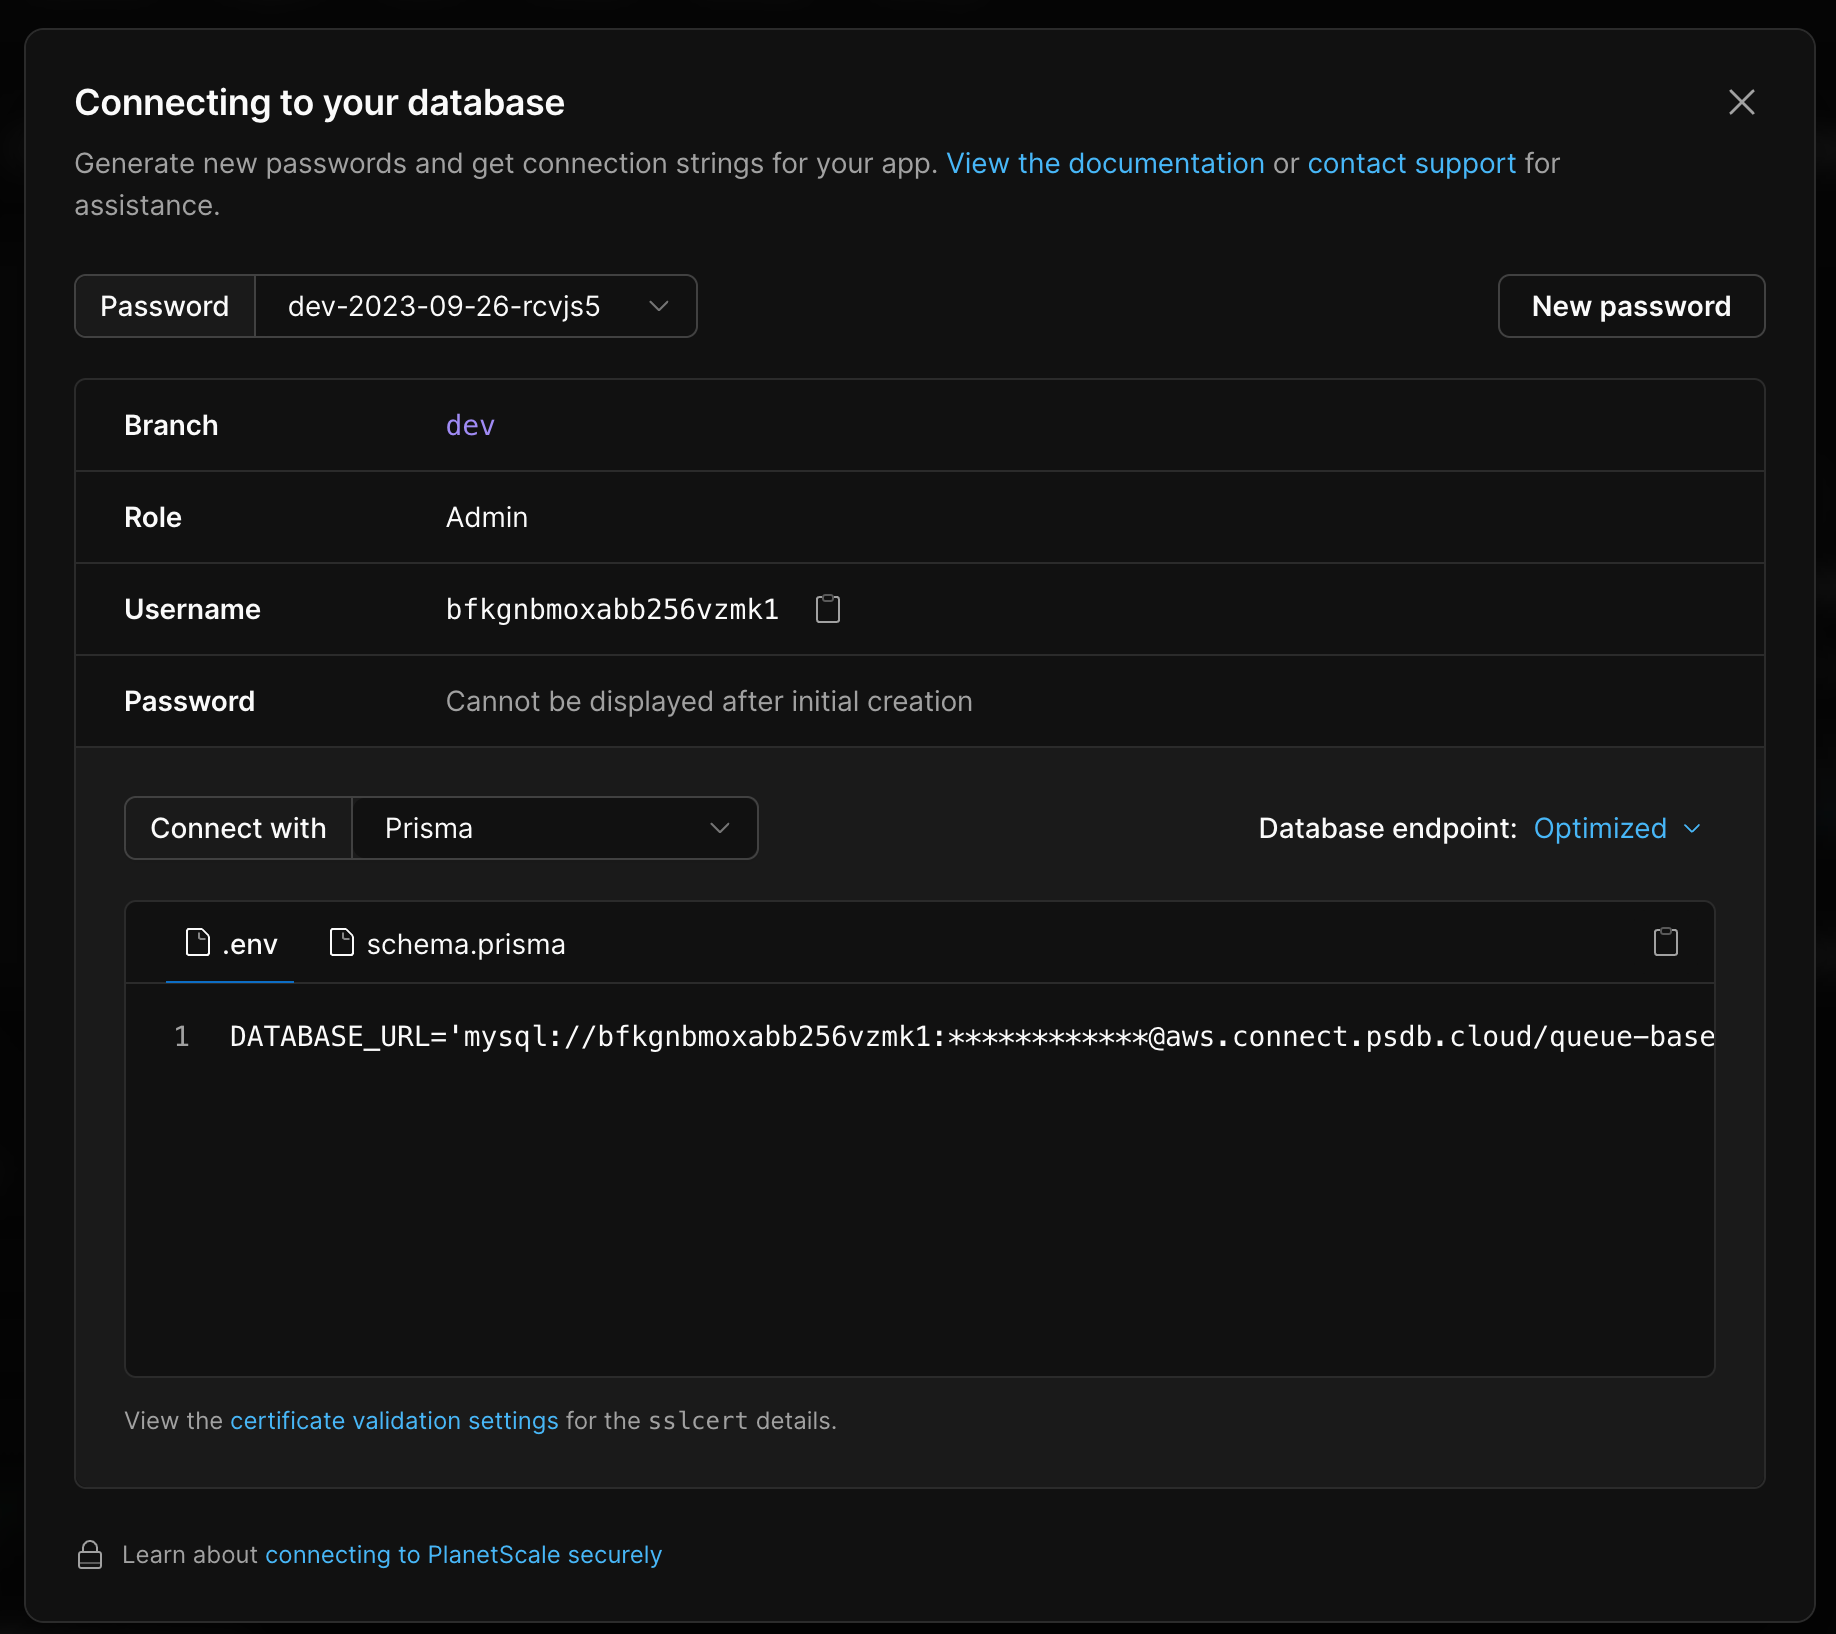 Connecting to your database
Generate new passwords and get connection strings for your app. View the documentation or contact support for
assistance.
Password dev-2023-09-26-rcvjs5 New password
Branch dev
Role Admin
Username bfkgnbmoxabb256vzmk1
Password Cannot be displayed after initial creation
Connect with Prisma Database endpoint: Optimized
.env schema.prisma
1 DATABASE_URL='mysql://bfkgnbmoxabb256vzmk1:************@aws.connect.psdb.cloud/queue-base
View the certificate validation settings for the sslcert details.
Learn about connecting to PlanetScale securely